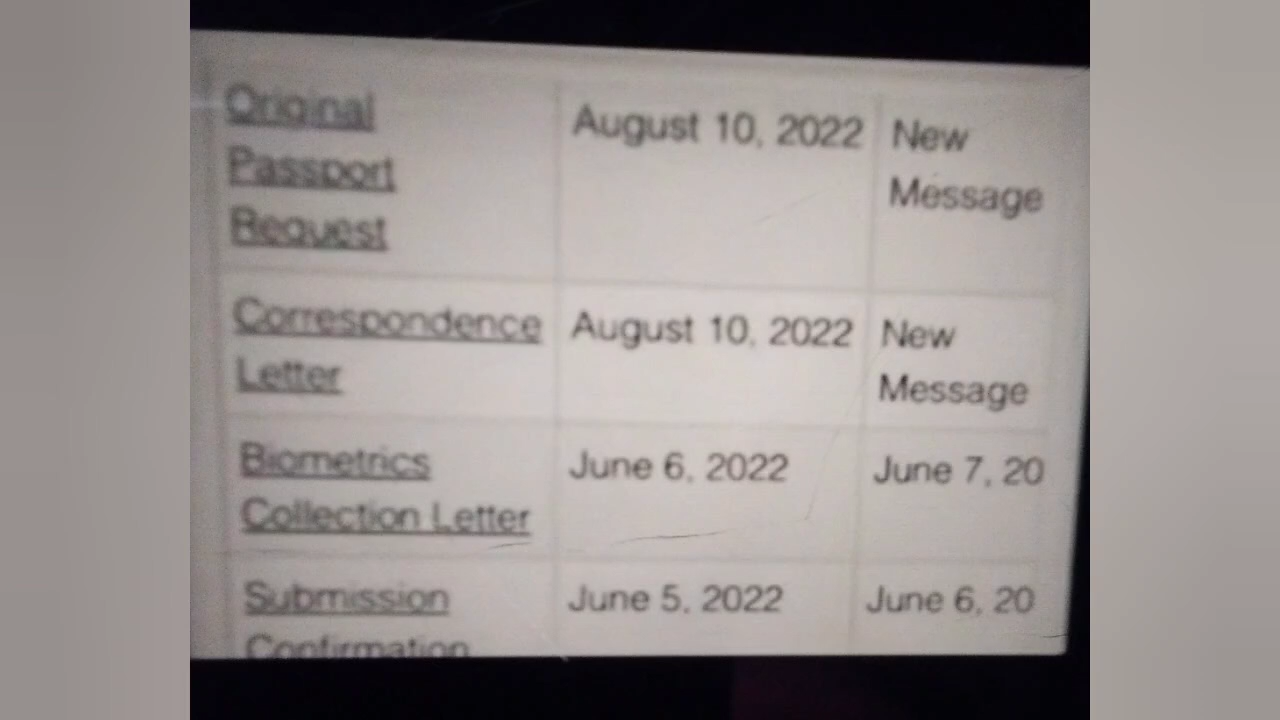 Original
Passport
Request
August 10, 2022
New
Message
Correspondence
Letter
August 10, 2022
New
Message
Biometrics
Collection Letter
June 6, 2022
June 7, 20
Submission
Confirmation
June 5, 2022
June 6, 20